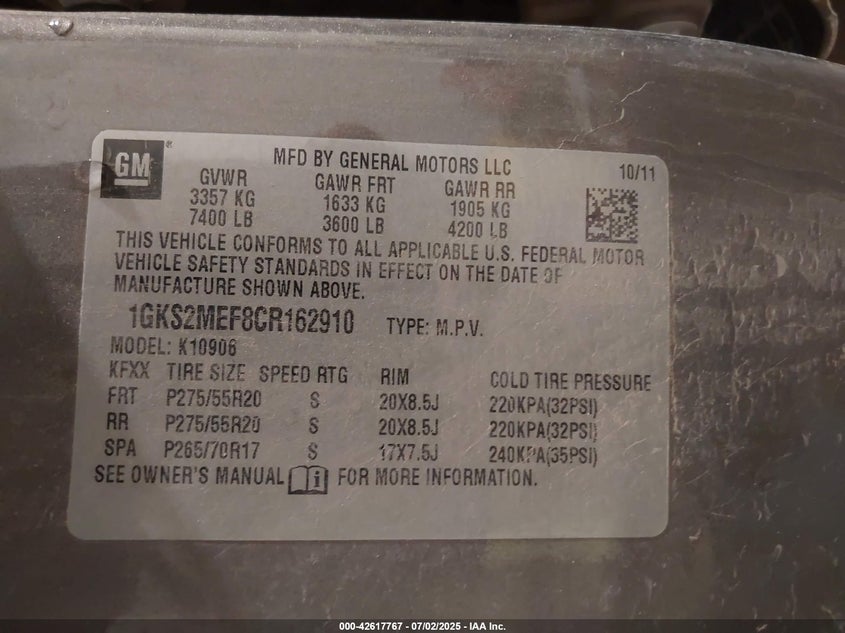 GM
MFD BY GENERAL MOTORS LLC
10/11
GVWR GAWR FRT GAWR RR
3357 KG 1633 KG 1905 KG
7400 LB 3600 LB 4200 LB
THIS VEHICLE CONFORMS TO ALL APPLICABLE U.S. FEDERAL MOTOR
VEHICLE SAFETY STANDARDS IN EFFECT ON THE DATE OF
MANUFACTURE SHOWN ABOVE.
1GKS2MEF8CR162910 TYPE: M.P.V.
MODEL: K10906
KFXX TIRE SIZE SPEED RTG RIM COLD TIRE PRESSURE
FRT P275/55R20 S 20X8.5J 220KPA(32PSI)
RR P275/55R20 S 20X8.5J 220KPA(32PSI)
SPA P265/70R17 S 17X7.5J 240KPA(35PSI)
SEE OWNER'S MANUAL i FOR MORE INFORMATION.
000-42617767 - 07/02/2025 - IAA Inc.